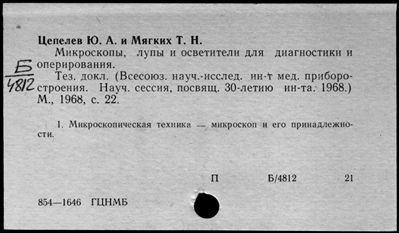 Цепелев Ю. А. и Мягких Т. Н.
Микроскопы, лупы и осветители для диагностики и
оперирования.
Б
4812
Тез. докл. (Всесоюз. науч.-исслед. ин-т мед. приборо-
строения. Науч. сессия, посвящ. 30-летию ин-та. 1968.)
М., 1968, с. 22.
1. Микроскопическая техника — микроскоп и его принадлежно-
сти.
П Б/4812 21
854—1646 ГЦНМБ